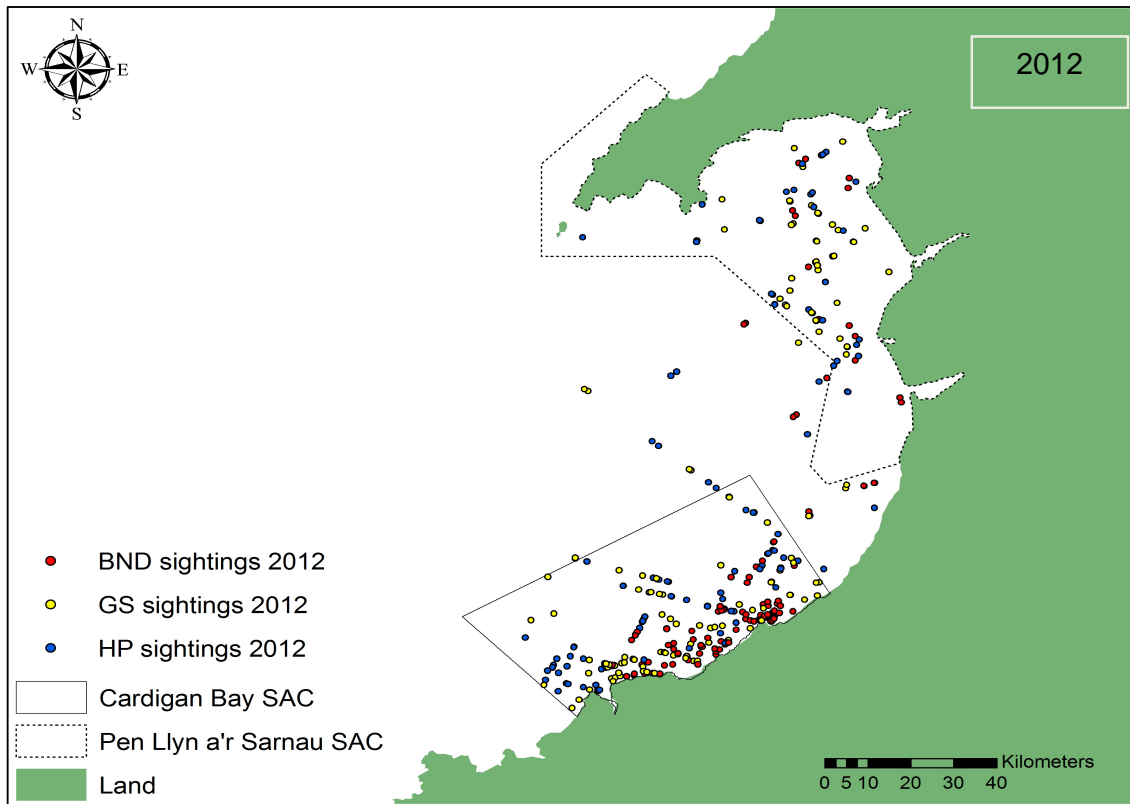 N
W E
S
2012
BND sightings 2012
GS sightings 2012
HP sightings 2012
Cardigan Bay SAC
Pen Llyn a'r Sarnau SAC
Land
Kilometers
0 5 10 20 30 40